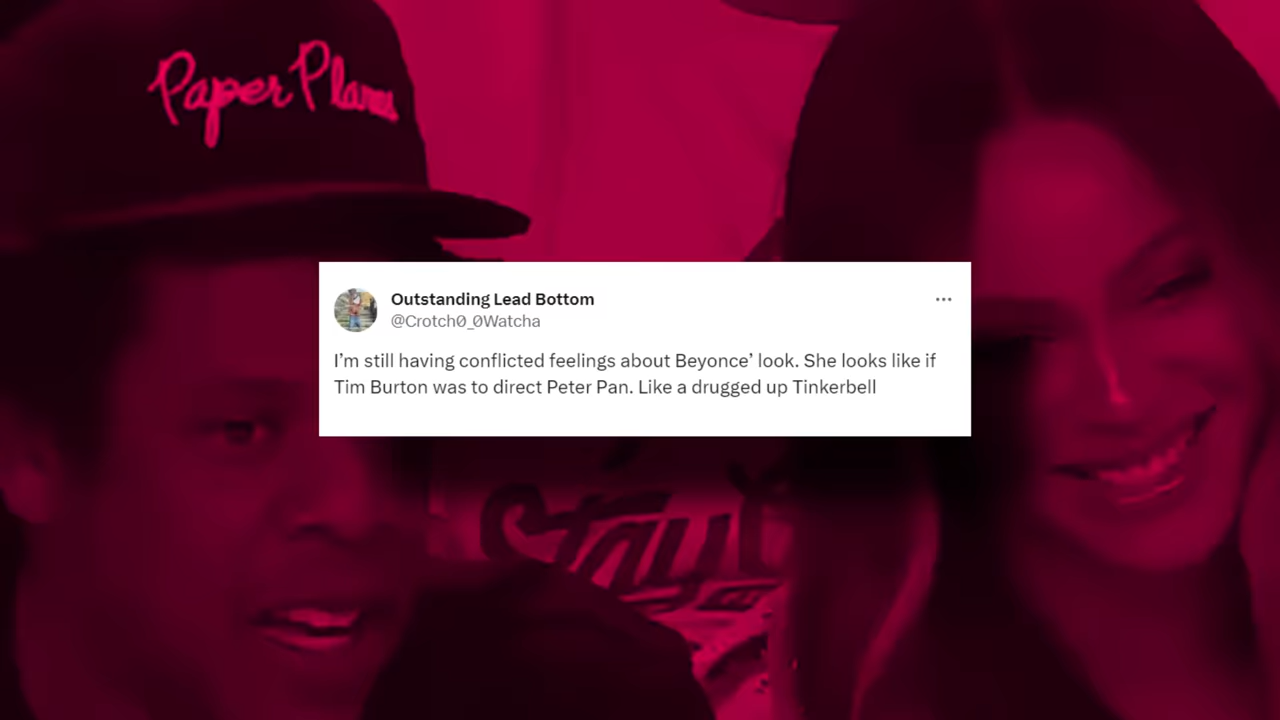 Paper Planes
Outstanding Lead Bottom
@Crotch0_0Watcha
I’m still having conflicted feelings about Beyonce’ look. She looks like if
Tim Burton was to direct Peter Pan. Like a drugged up Tinkerbell